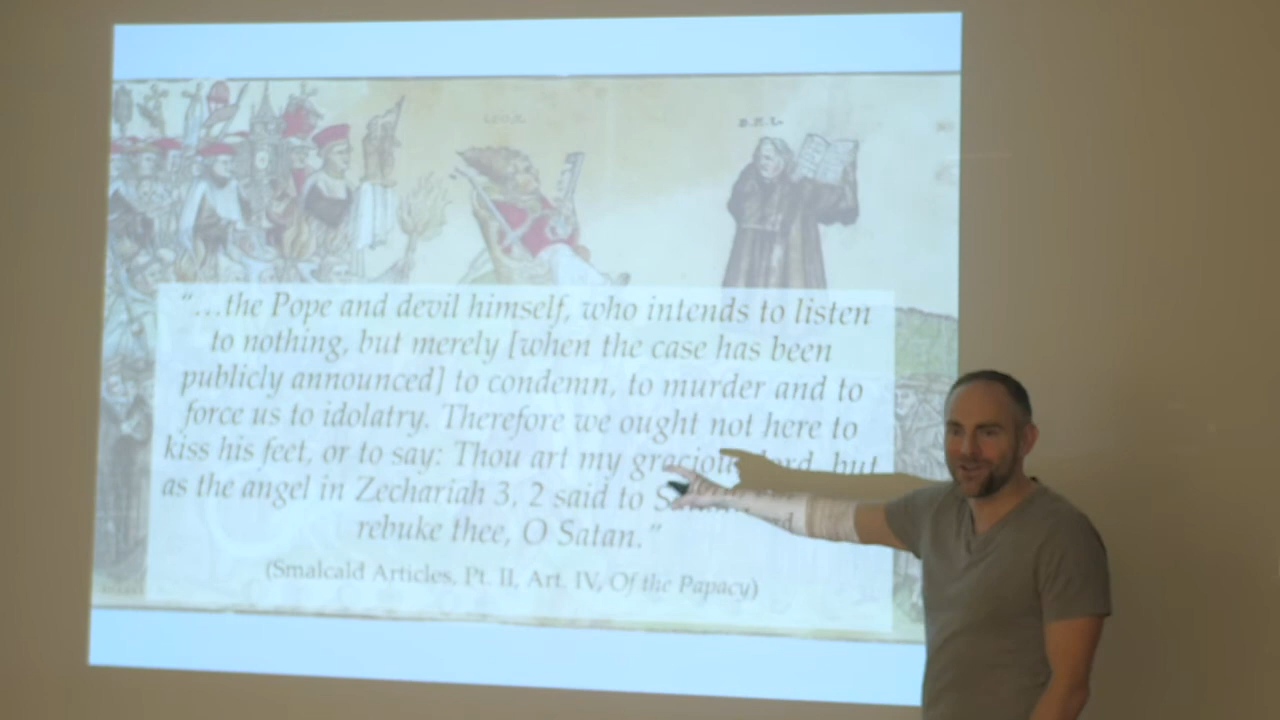 "...the Pope and devil himself, who intends to listen
to nothing, but merely [when the case has been
publicly announced] to condemn, to murder and to
force us to idolatry. Therefore we ought not here to
kiss his feet, or to say: Thou art my gracious lord, but
as the angel in Zechariah 3, 2 said to
rebuke thee, O Satan."
(Smalcald Articles, Pt. II, Art. IV, Of the Papacy)